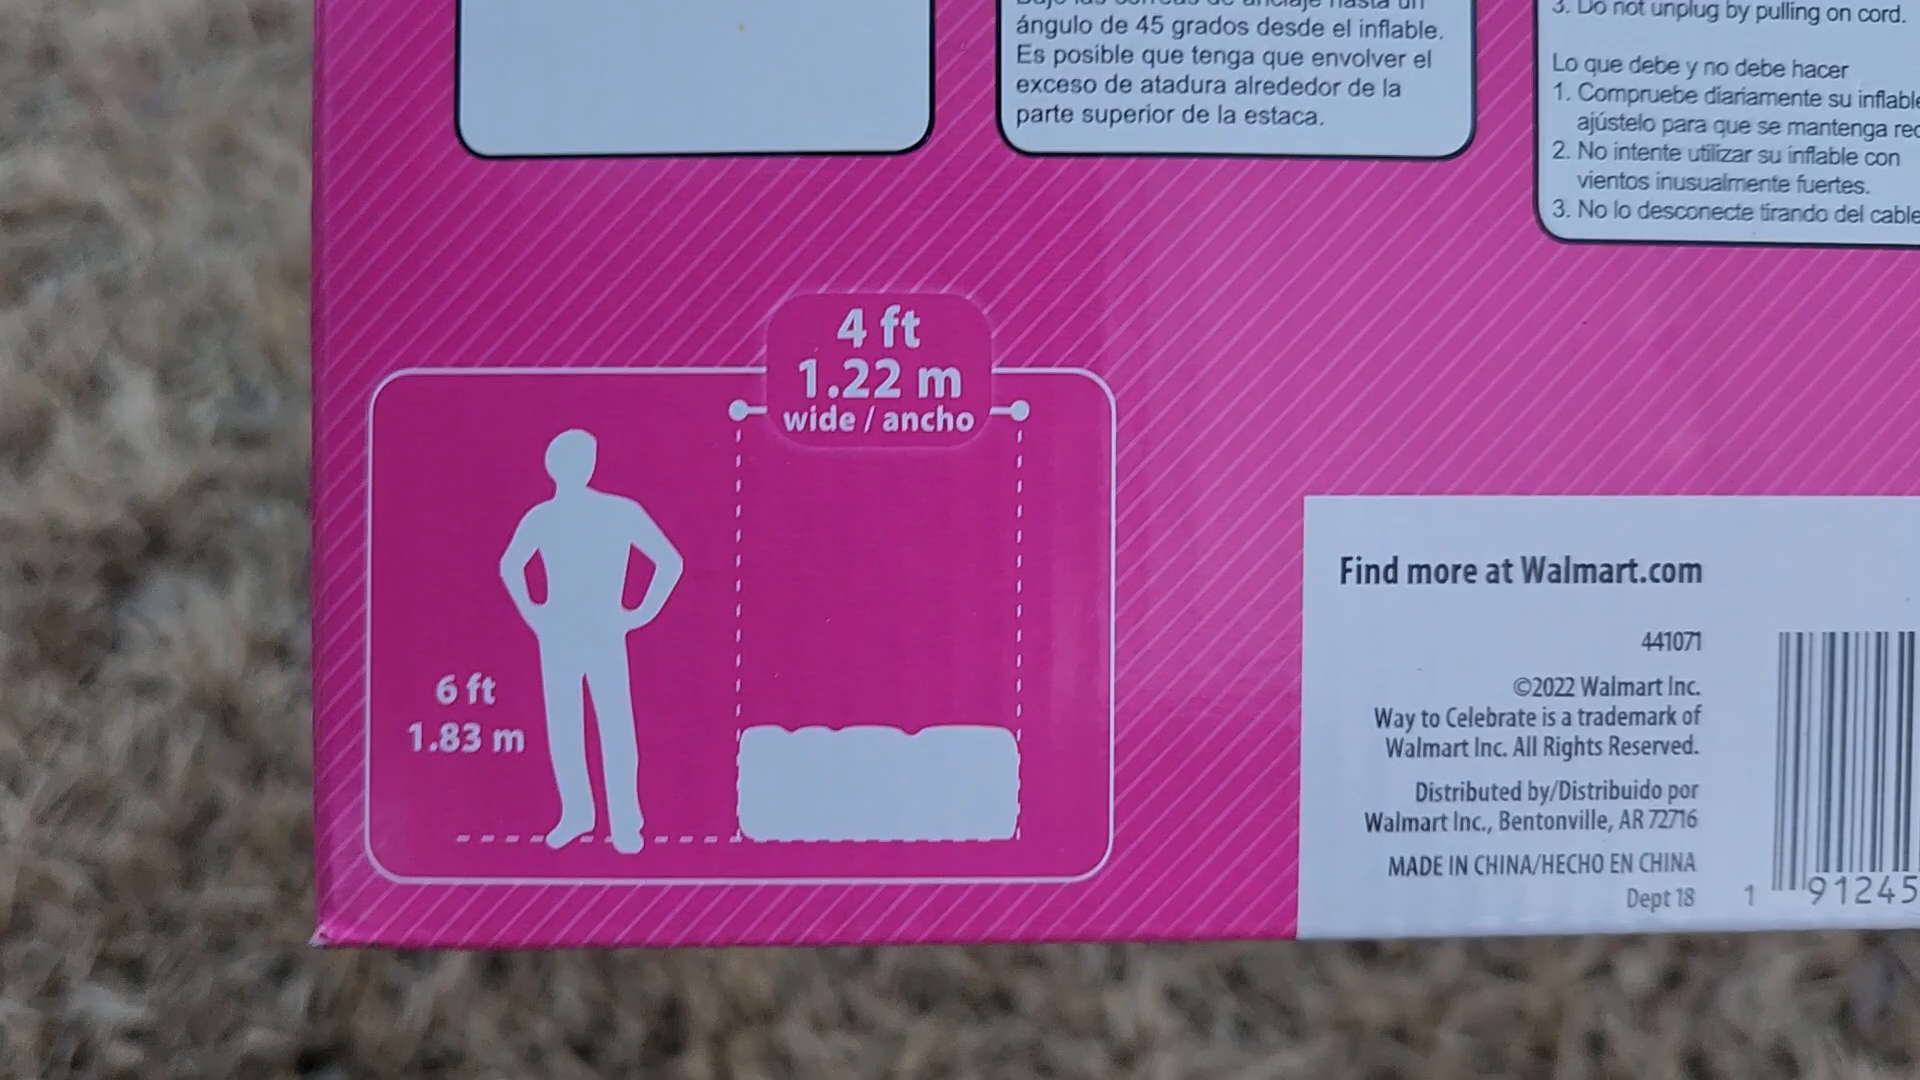 ángulo de 45 grados desde el inflable.
Es posible que tenga que envolver el
exceso de atadura alrededor de la
parte superior de la estaca.
3. Do not unplug by pulling on cord.
Lo que debe y no debe hacer
1. Compruebe diariamente su inflable
ajústelo para que se mantenga
2. No intente utilizar su inflable con
vientos inusualmente fuertes.
3. No lo desconecte tirando del cable
4 ft
1.22 m
wide / ancho
6 ft
1.83 m
Find more at Walmart.com
441071
©2022 Walmart Inc.
Way to Celebrate is a trademark of
Walmart Inc. All Rights Reserved.
Distributed by/Distribuido por
Walmart Inc., Bentonville, AR 72716
MADE IN CHINA/HECHO EN CHINA
Dept 18
1 91245